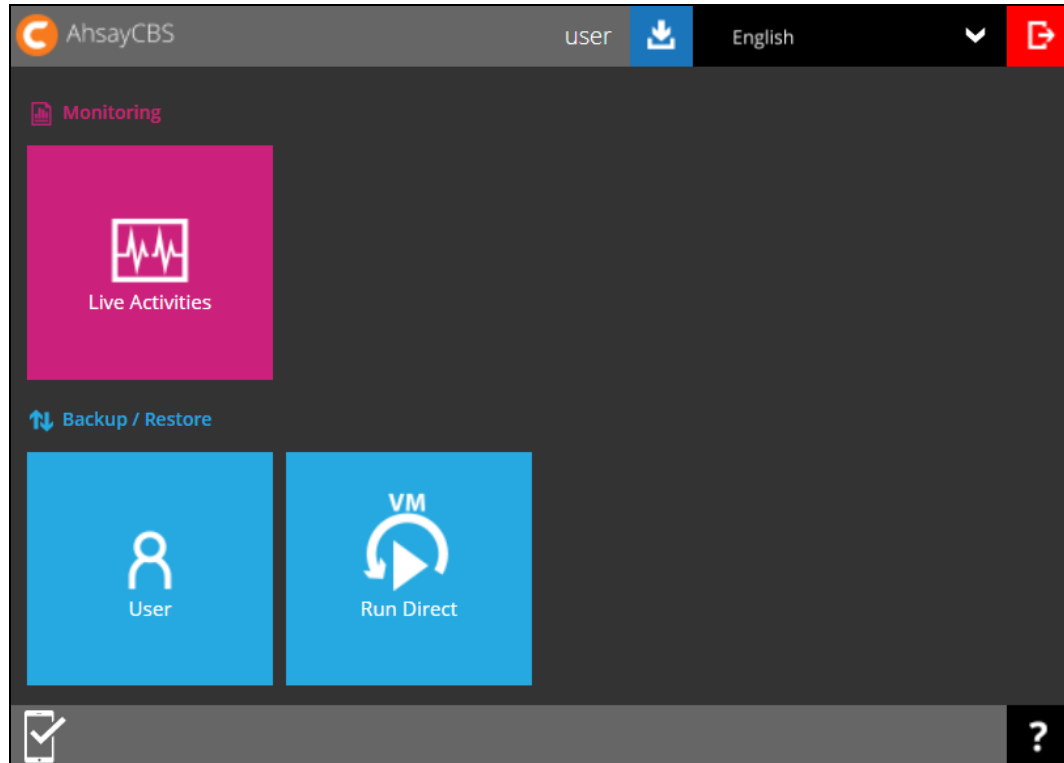 AhsayCBS
user
English
Monitoring
Live Activities
Backup / Restore
User
VM
Run Direct
?